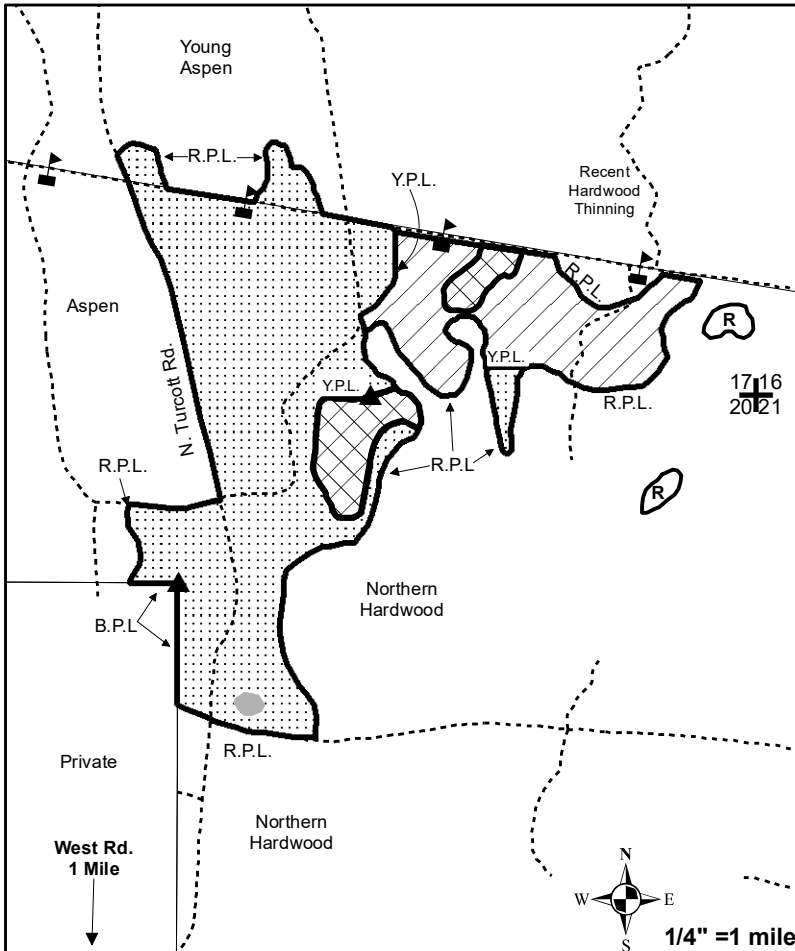 Young
Aspen
R.P.L.
Y.P.L.
Recent
Hardwood
Thinning
R.P.L.
Aspen
R
N. Turcott Rd.
Y.P.L.
Y.P.L.
17 16
20 21
R.P.L.
R.P.L.
R.P.L
R
Northern
Hardwood
B.P.L
R.P.L.
Private
Northern
Hardwood
West Rd.
1 Mile
N
W E
S
1/4" =1 mile